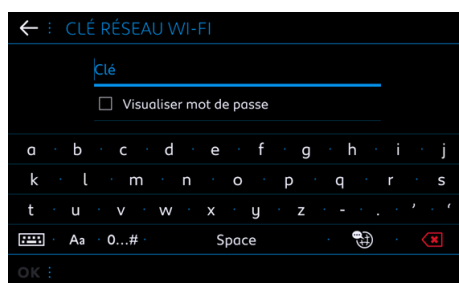 CLÉ RÉSEAU WI-FI
Clé
Visualiser mot de passe
a b c d e f g h i j
k l m n o p q r s
t u v w x y z - . ' ‘
Aa 0...# Space
OK